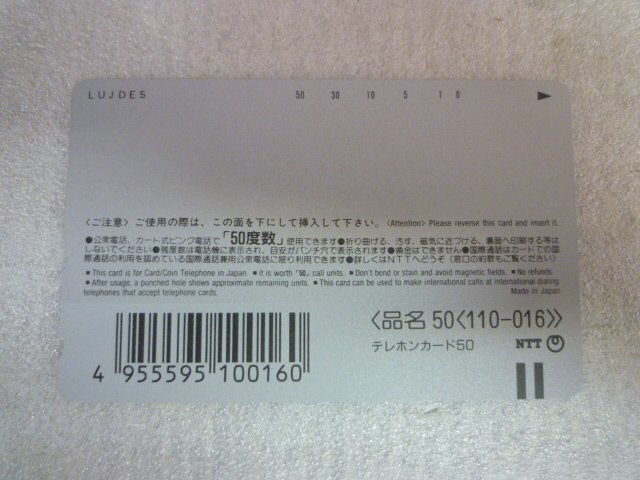 LUJDE5 50 30 10 5 1 0
〈ご注意〉ご使用の際は、この面を下にして挿入して下さい。〈Attention〉 Please reverse this card and insert it.
●公衆電話、カード式ピンク電話で「50度数」使用できます●折り曲げる、汚す、磁気に近づける、裏面へ印刷する等は
しないでください●残度数は電話機に表示され、目安がパンチ穴で表示されます●換金はできません●国際通話はカードでの国
際通話の利用を認めている国際通話兼用公衆電話に限り利用できます●詳しくはNTTへどうぞ(窓口の約款もご覧ください)
■This card is for Card/Coin Telephone in Japan. ■It is worth「50」call units. ■Don't bend or stain and avoid magnetic fields. ■No refunds.
■After usage, a punched hole shows approximate remaining units. ■This card can be used to make international calls at international dialing
telephones that accept telephone cards. Made in Japan
〈品名 50〈110-016〉〉
テレホンカード50 NTT
4 955595 100160